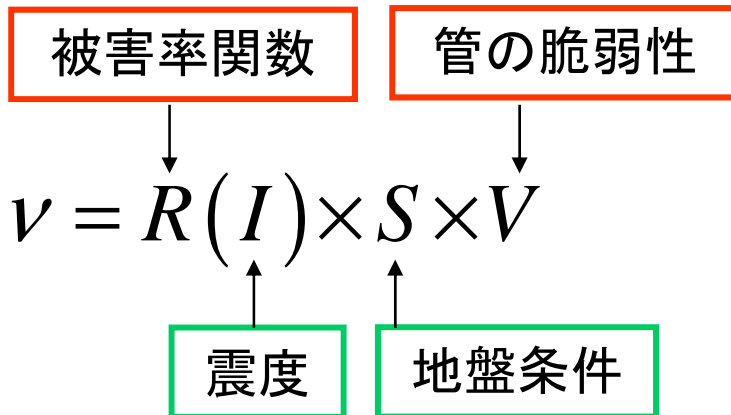 被害率関数 管の脆弱性
ν = R(I)×S×V
震度 地盤条件